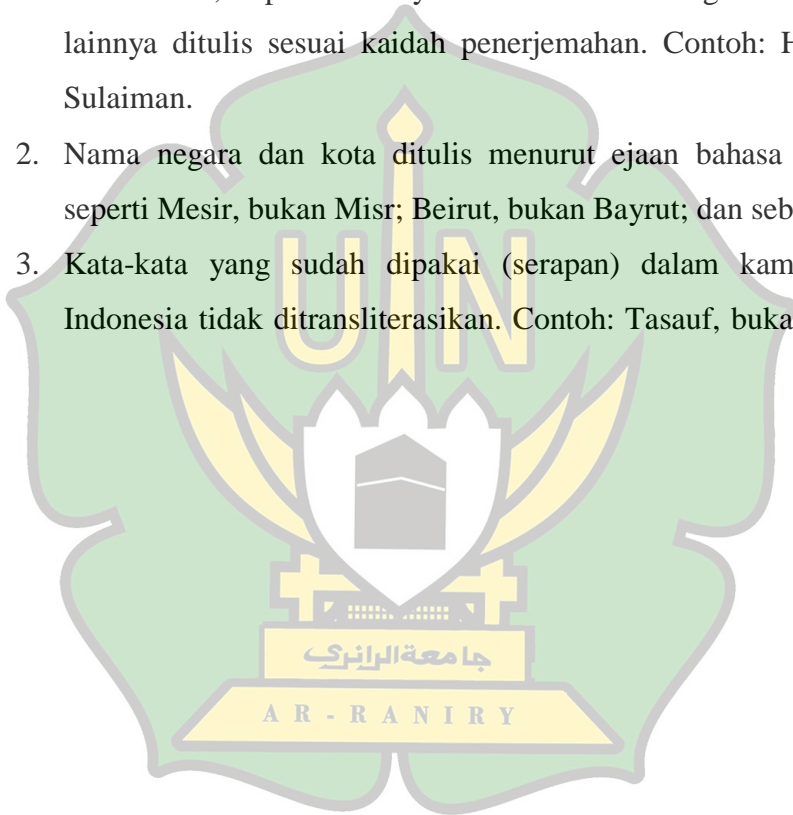 lainnya ditulis sesuai kaidah penerjemahan. Contoh: H
Sulaiman.
2. Nama negara dan kota ditulis menurut ejaan bahasa
seperti Mesir, bukan Misr; Beirut, bukan Bayrut; dan seb
3. Kata-kata yang sudah dipakai (serapan) dalam kam
Indonesia tidak ditransliterasikan. Contoh: Tasauf, buka
UIN
جامعة الرانري
AR-RANIRY